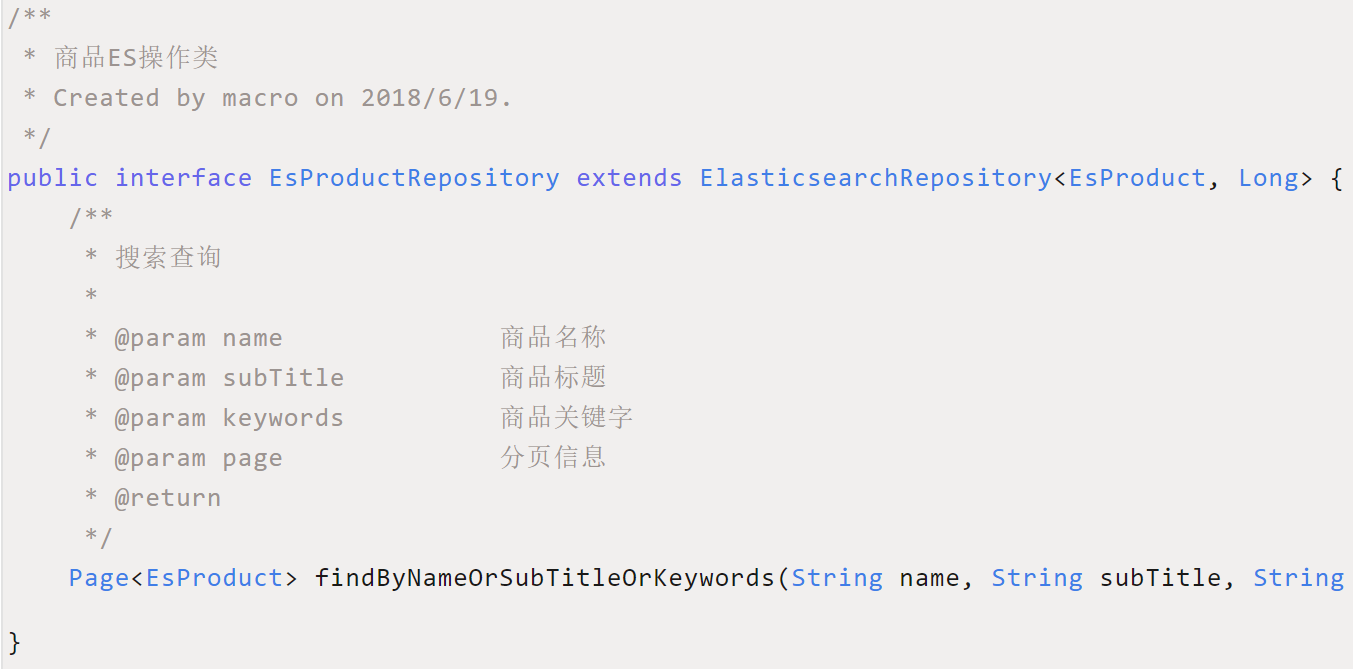 /**
 * 商品ES操作类
 * Created by macro on 2018/6/19.
 */
public interface EsProductRepository extends ElasticsearchRepository<EsProduct, Long> {
    /**
     * 搜索查询
     *
     * @param name              商品名称
     * @param subTitle          商品标题
     * @param keywords          商品关键字
     * @param page              分页信息
     * @return
     */
    Page<EsProduct> findByNameOrSubTitleOrKeywords(String name, String subTitle, String
}